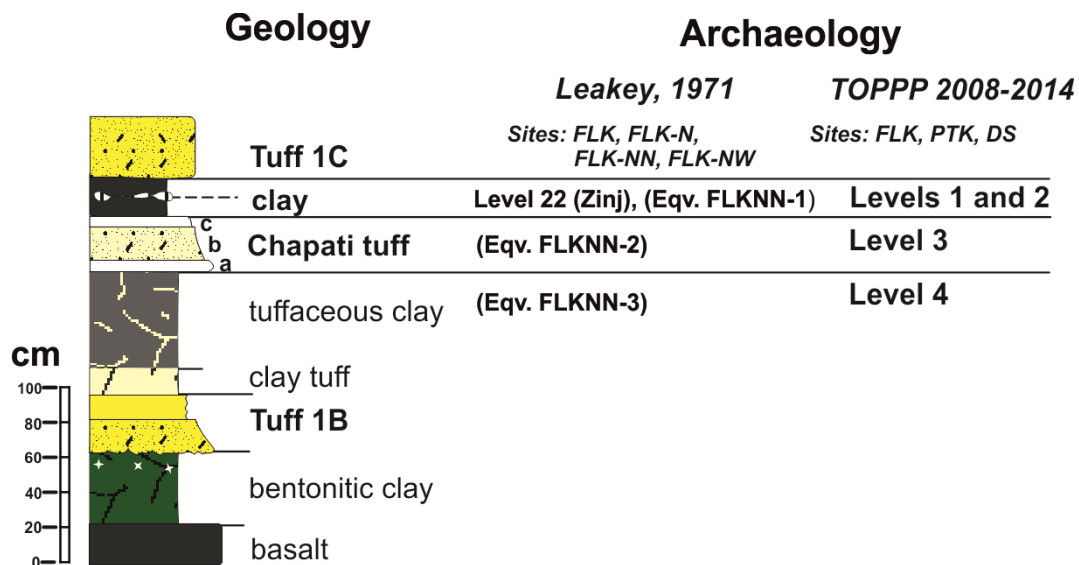 Geology
Archaeology
Leakey, 1971
TOPPP 2008-2014
Sites: FLK, FLK-N,
FLK-NN, FLK-NW
Sites: FLK, PTK, DS
Tuff 1C
clay
Level 22 (Zinj), (Eqv. FLKNN-1)
Levels 1 and 2
c
b
a
Chapati tuff
(Eqv. FLKNN-2)
Level 3
tuffaceous clay
(Eqv. FLKNN-3)
Level 4
cm
clay tuff
100
80
60
40
20
0
Tuff 1B
bentonitic clay
basalt